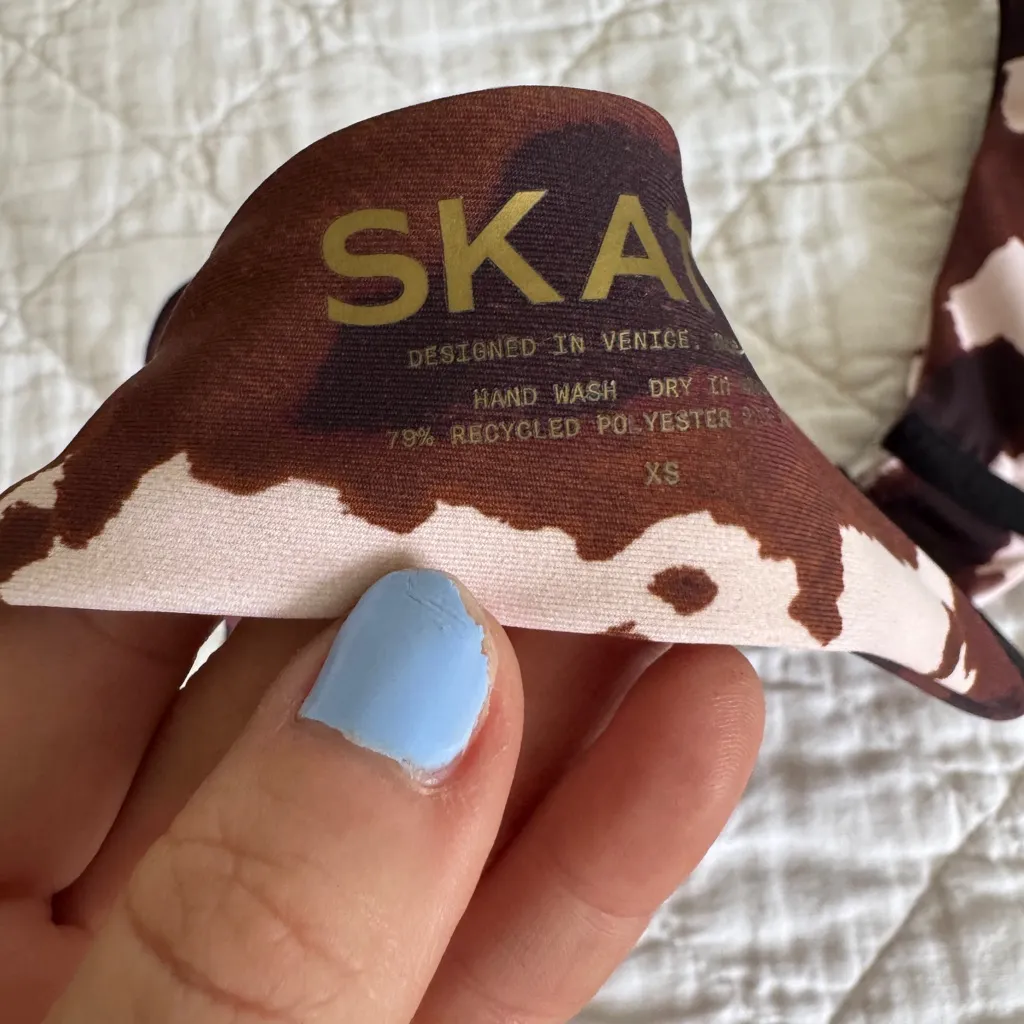 SKA
DESIGNED IN VENICE,
HAND WASH DRY IN
79% RECYCLED POLYESTER
XS